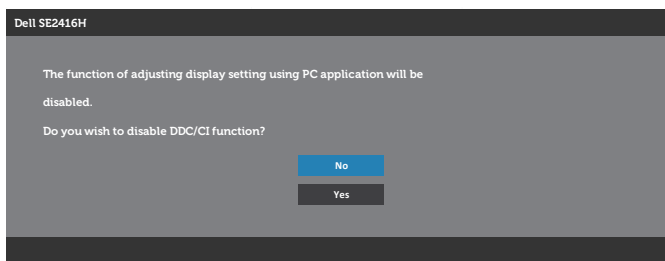 Dell SE2416H
The function of adjusting display setting using PC application will be
disabled.
Do you wish to disable DDC/CI function?
No
Yes